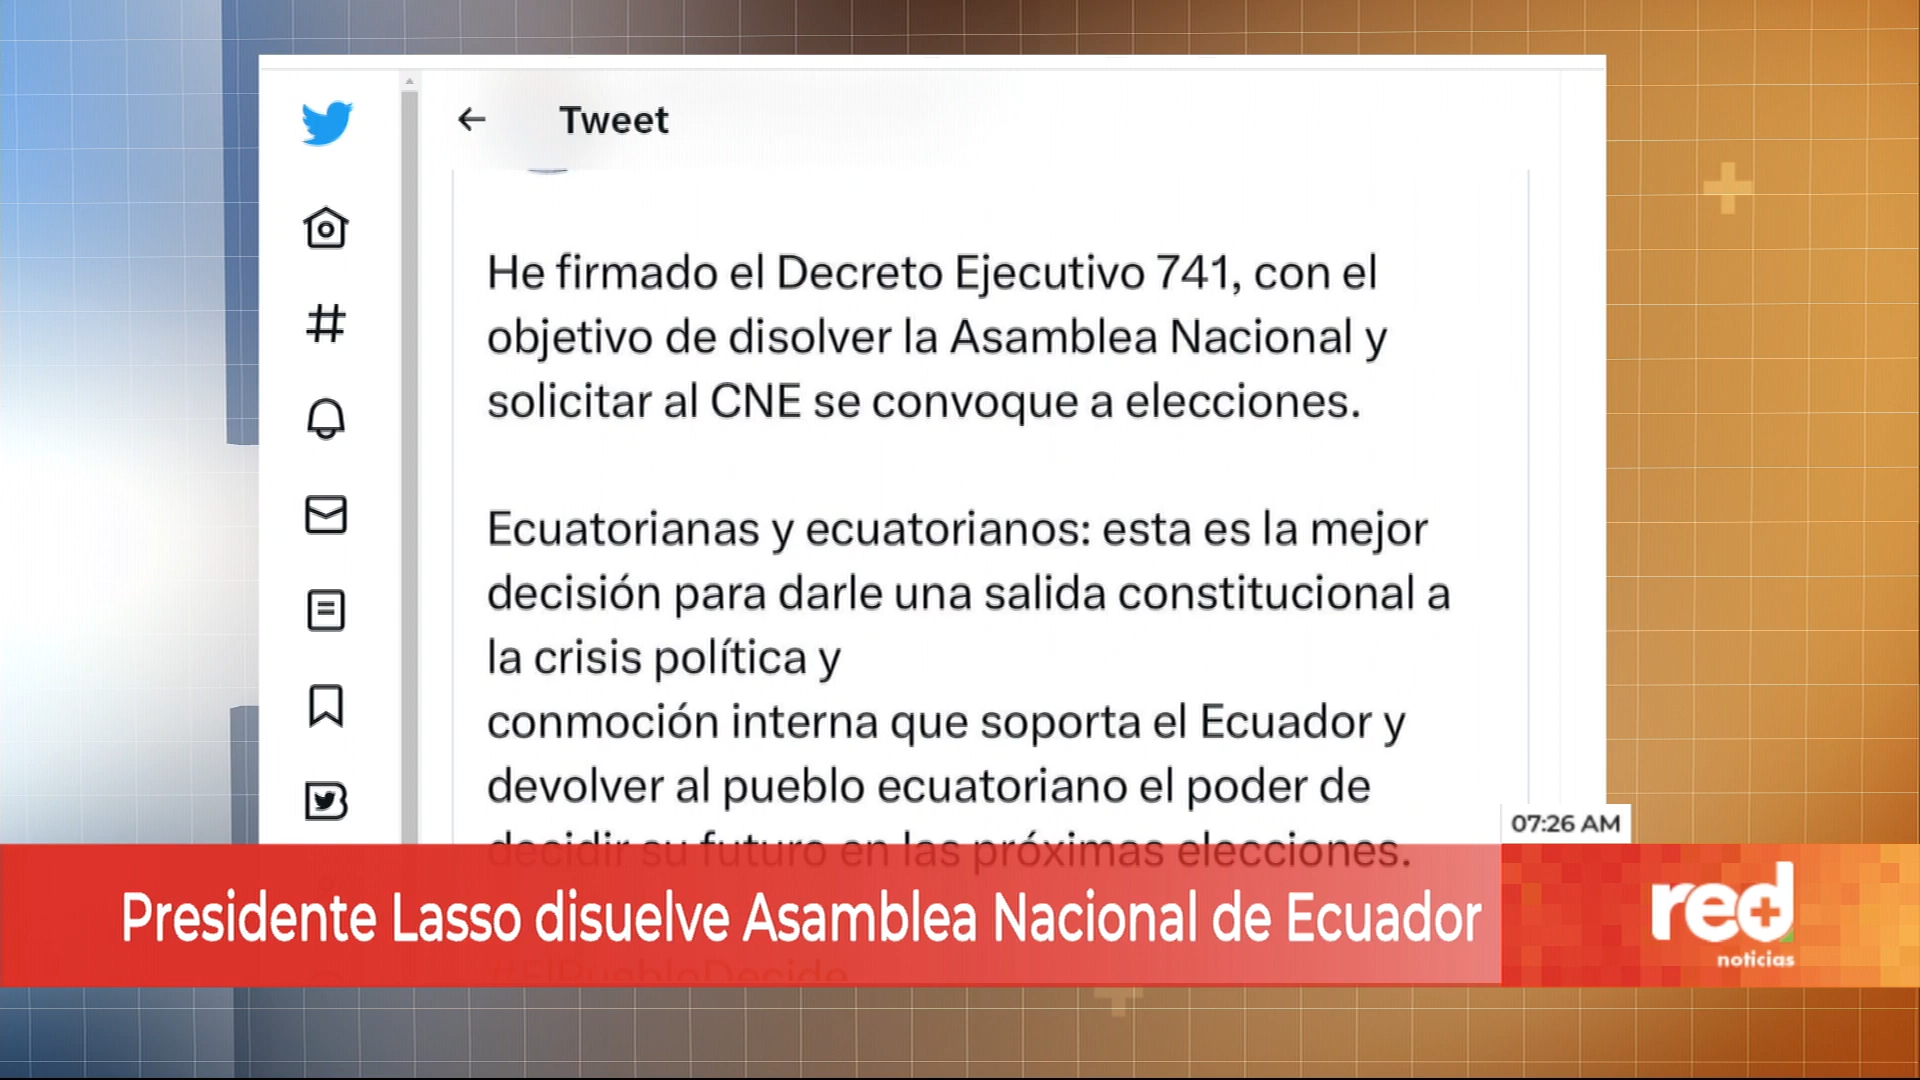 Tweet
He firmado el Decreto Ejecutivo 741, con el
objetivo de disolver la Asamblea Nacional y
solicitar al CNE se convoque a elecciones.
Ecuatorianas y ecuatorianos: esta es la mejor
decisión para darle una salida constitucional a
la crisis política y
conmoción interna que soporta el Ecuador y
devolver al pueblo ecuatoriano el poder de
decidir su futuro en las próximas elecciones.
07:26 AM
Presidente Lasso disuelve Asamblea Nacional de Ecuador
#ElPuebloDecide
red+
noticias